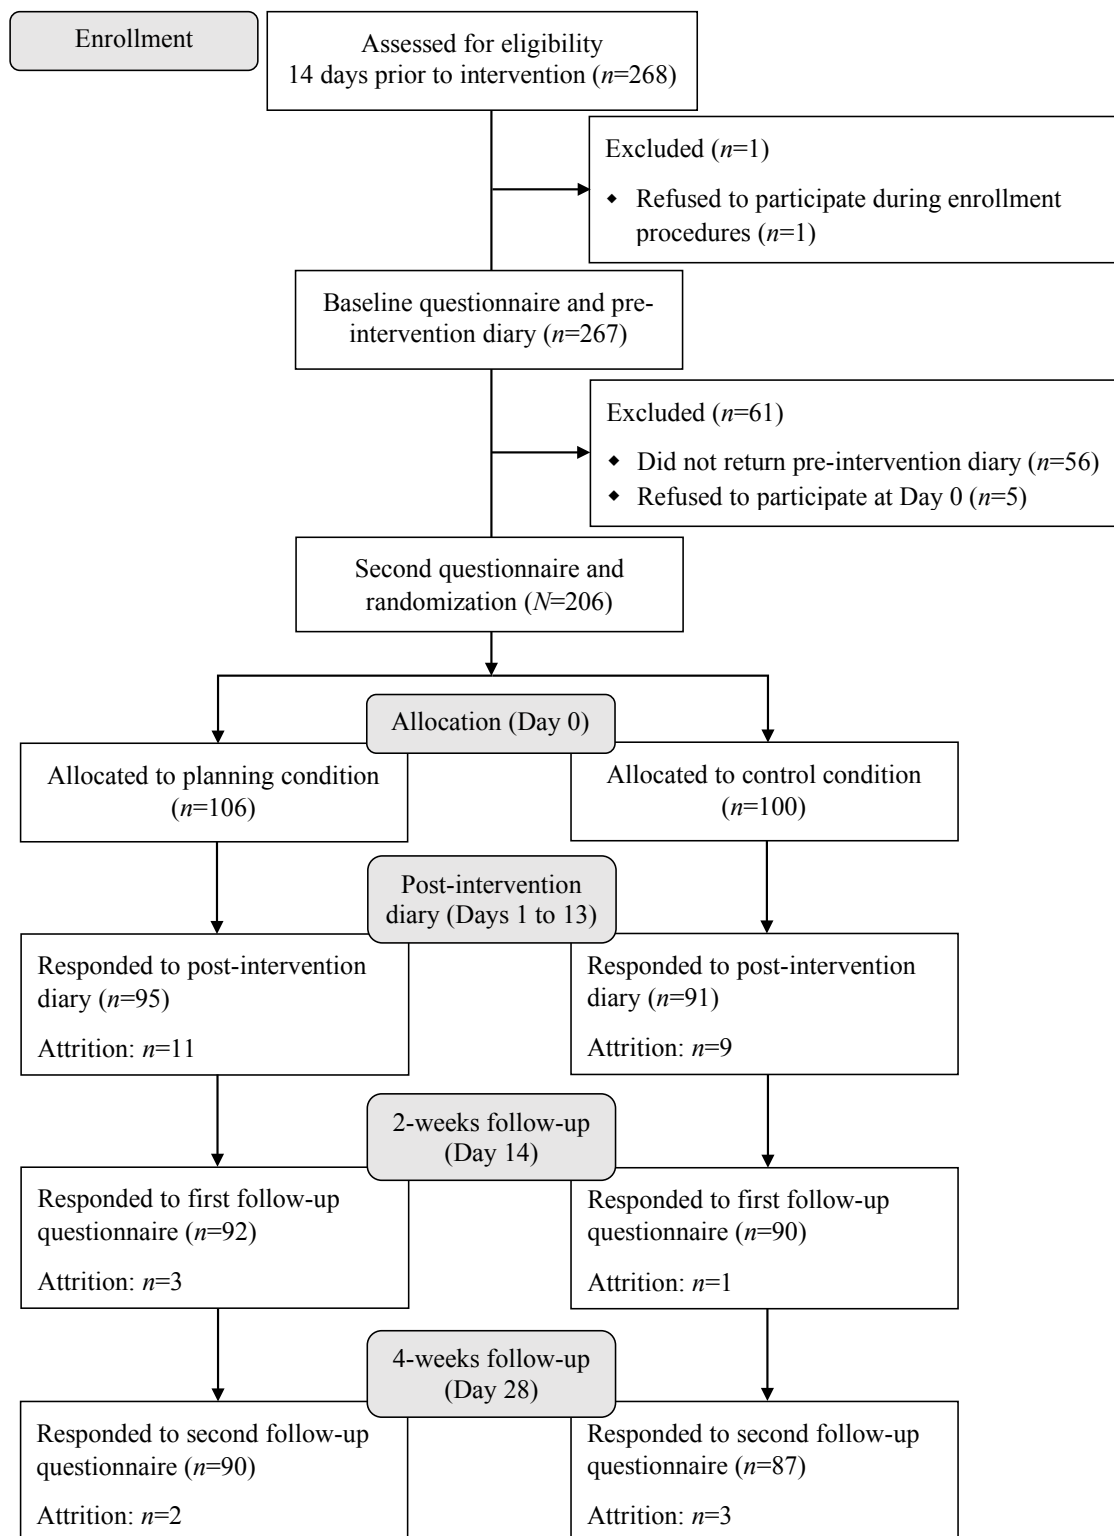 Enrollment
Assessed for eligibility
14 days prior to intervention (n=268)
Excluded (n=1)
◆ Refused to participate during enrollment
procedures (n=1)
Baseline questionnaire and pre-
intervention diary (n=267)
Excluded (n=61)
◆ Did not return pre-intervention diary (n=56)
◆ Refused to participate at Day 0 (n=5)
Second questionnaire and
randomization (N=206)
Allocation (Day 0)
Allocated to planning condition
(n=106)
Allocated to control condition
(n=100)
Post-intervention
diary (Days 1 to 13)
Responded to post-intervention
diary (n=95)
Attrition: n=11
Responded to post-intervention
diary (n=91)
Attrition: n=9
2-weeks follow-up
(Day 14)
Responded to first follow-up
questionnaire (n=92)
Attrition: n=3
Responded to first follow-up
questionnaire (n=90)
Attrition: n=1
4-weeks follow-up
(Day 28)
Responded to second follow-up
questionnaire (n=90)
Attrition: n=2
Responded to second follow-up
questionnaire (n=87)
Attrition: n=3